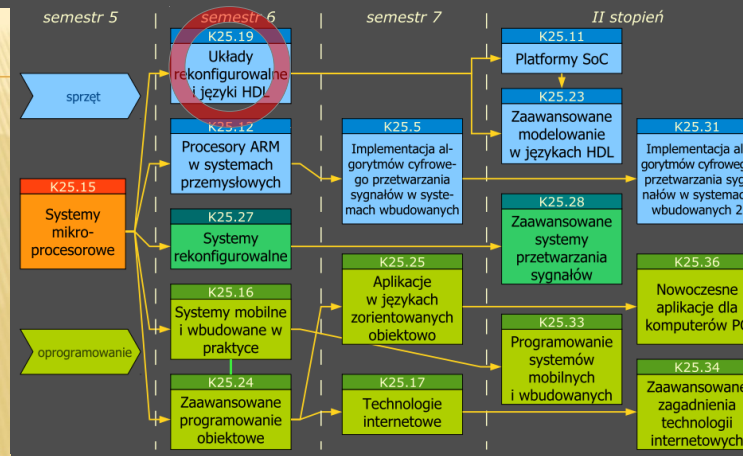 semestr 5
semestr 6
semestr 7
II stopień
sprzęt
oprogramowanie
K25.15
Systemy
mikro-
procesorowe
K25.19
Układy
rekonfigurowalne
i języki HDL
K25.12
Procesory ARM
w systemach
przemysłowych
K25.27
Systemy
rekonfigurowalne
K25.16
Systemy mobilne
i wbudowane w
praktyce
K25.24
Zaawansowane
programowanie
obiektowe
K25.5
Implementacja al-
gorytmów cyfrowe-
go przetwarzania
sygnałów w syste-
mach wbudowanych
K25.25
Aplikacje
w językach
zorientowanych
obiektowo
K25.17
Technologie
internetowe
K25.11
Platformy SoC
K25.23
Zaawansowane
modelowanie
w językach HDL
K25.28
Zaawansowane
systemy
przetwarzania
sygnałów
K25.33
Programowanie
systemów
mobilnych
i wbudowanych
K25.31
Implementacja al
gorytmów cyfroweg
przetwarzania syg
nałów w systemac
wbudowanych 2
K25.36
Nowoczesne
aplikacje dla
komputerów PC
K25.34
Zaawansowane
zagadnienia
technologii
internetowych